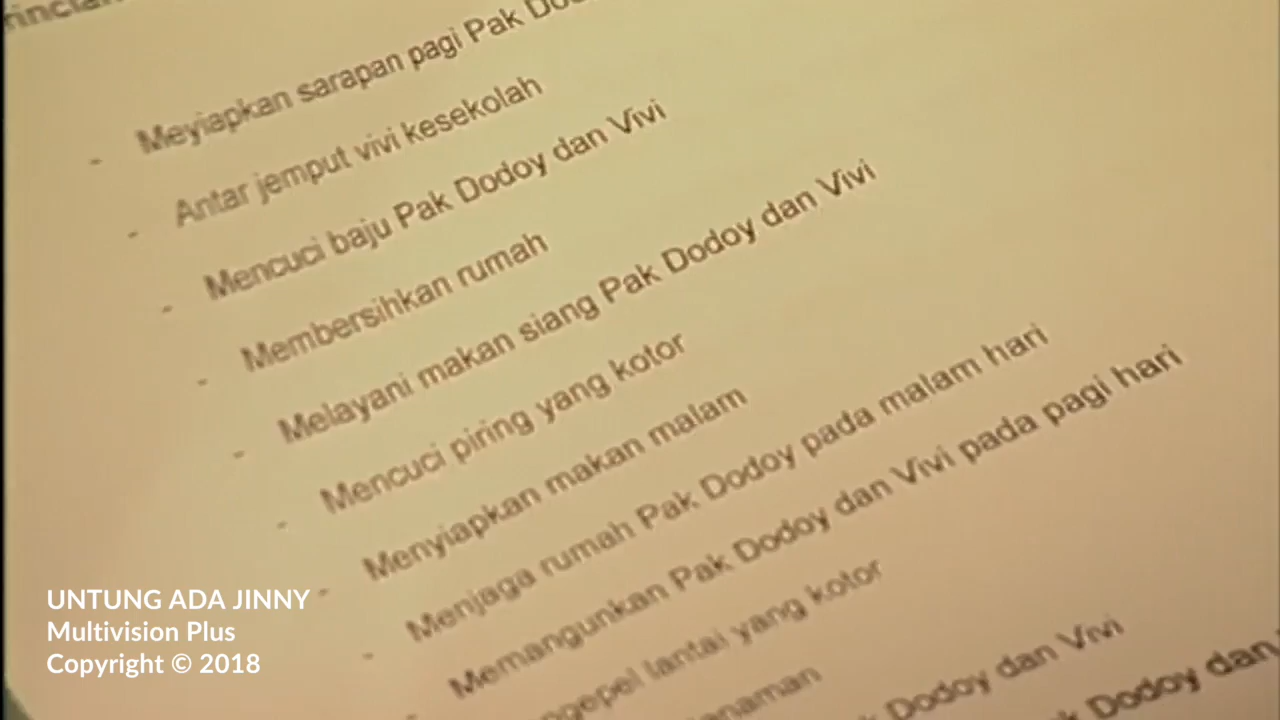 - Meyiapkan sarapan pagi Pak
- Antar jemput vivi kesekolah
- Mencuci baju Pak Dodoy dan Vivi
- Membersihkan rumah
- Melayani makan siang Pak Dodoy dan Vivi
- Mencuci piring yang kotor
- Menyiapkan makan malam
- Menjaga rumah Pak Dodoy pada malam hari
- Memangunkan Pak Dodoy dan Vivi pada pagi hari
lantai yang kotor
Dodoy dan Vivi
Dodoy dan
UNTUNG ADA JINNY
Multivision Plus
Copyright © 2018